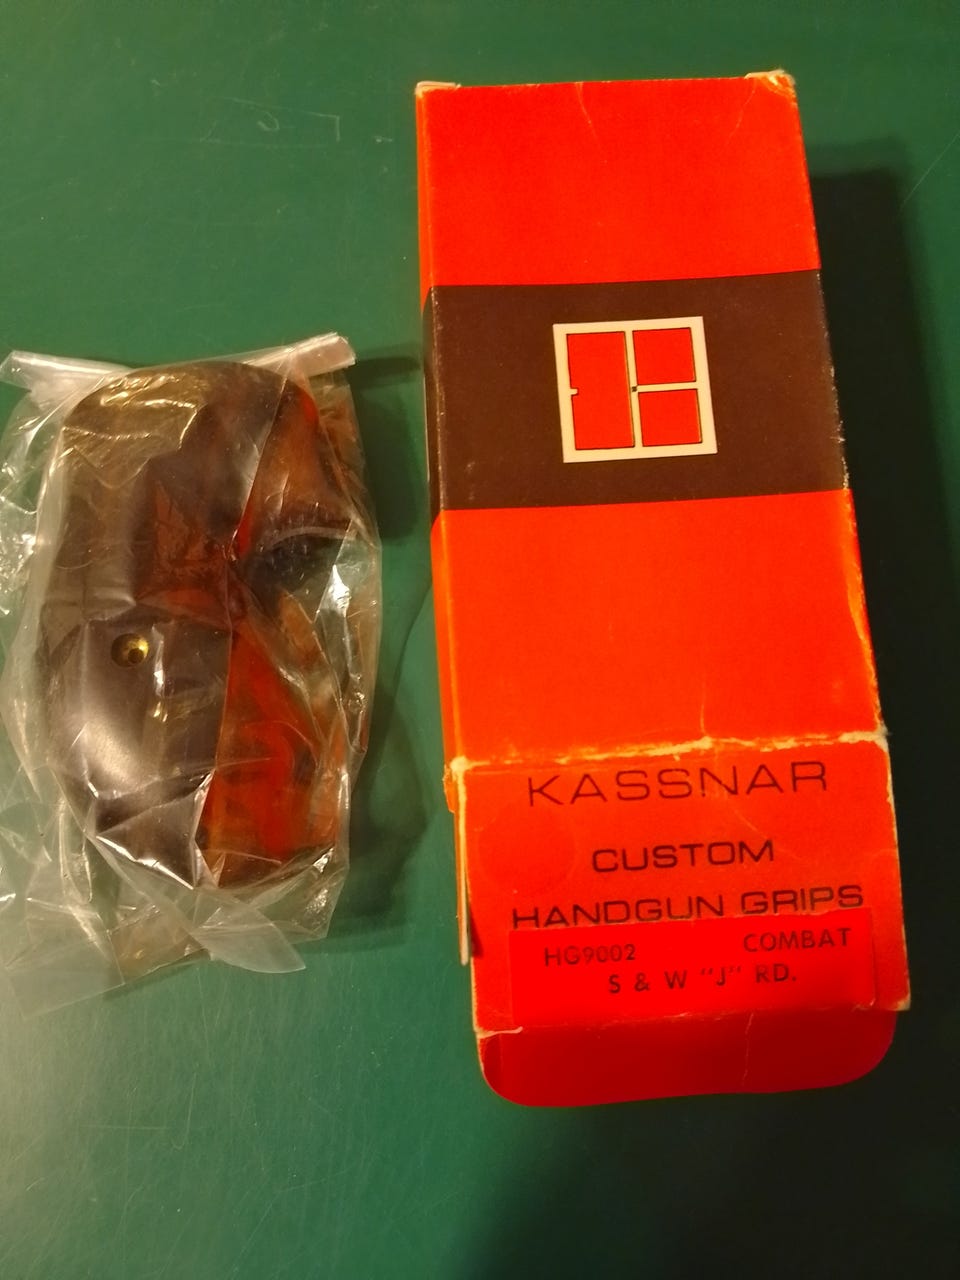 KASSNAR
CUSTOM
HANDGUN GRIPS
HG9002 COMBAT
S & W "J" RD.